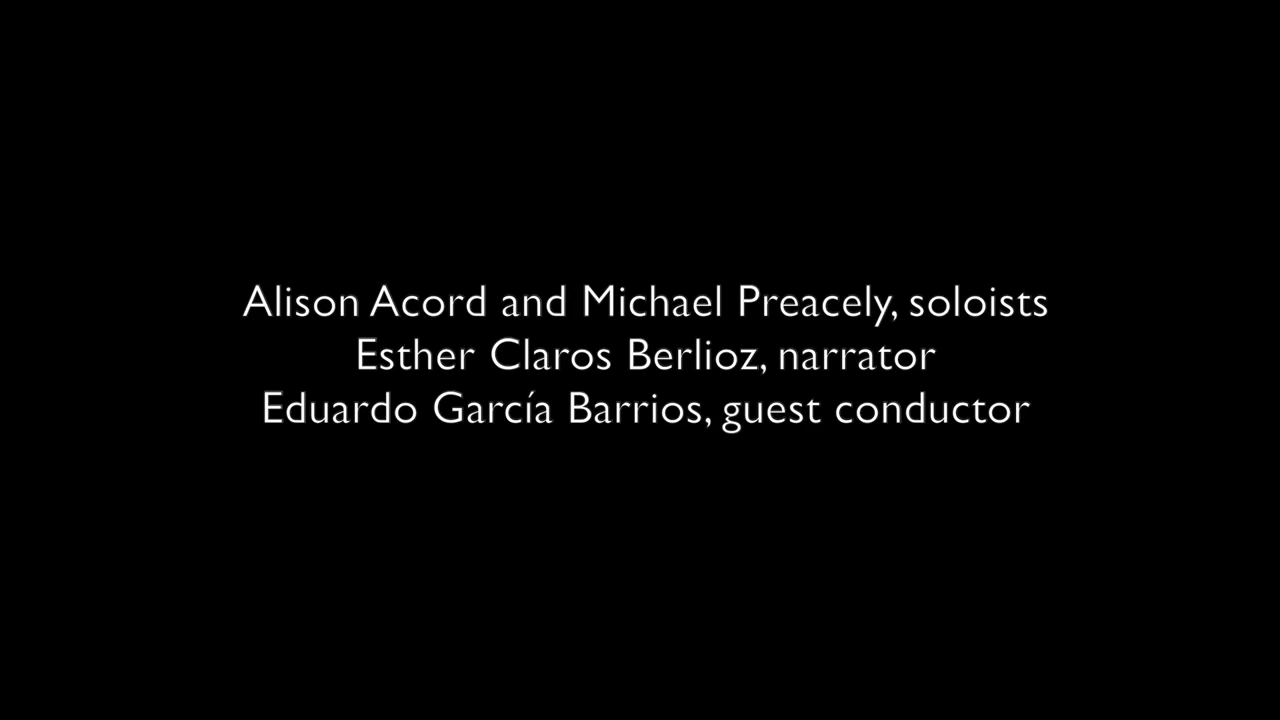 Alison Acord and Michael Preacely, soloists
Esther Claros Berlioz, narrator
Eduardo García Barrios, guest conductor